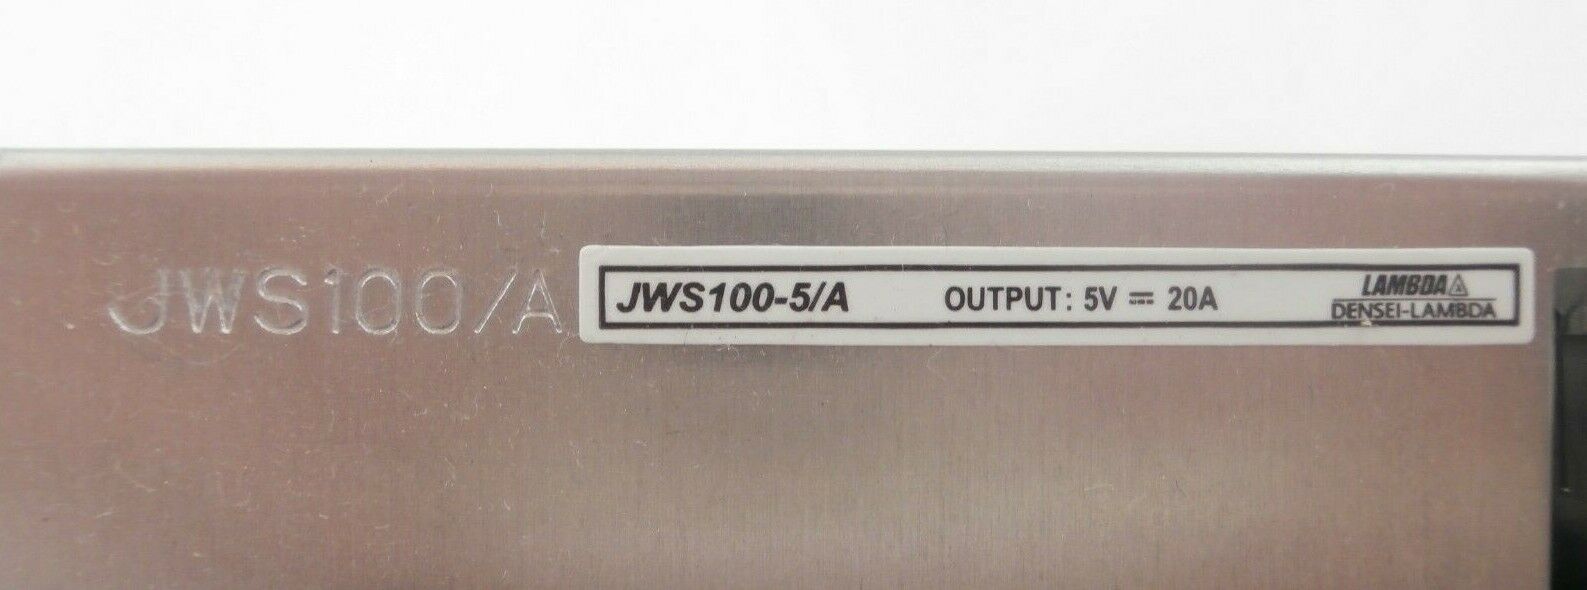 JWS100/A
JWS100-5/A OUTPUT: 5V ⎓ 20A LAMBDA
DENSEI-LAMBDA